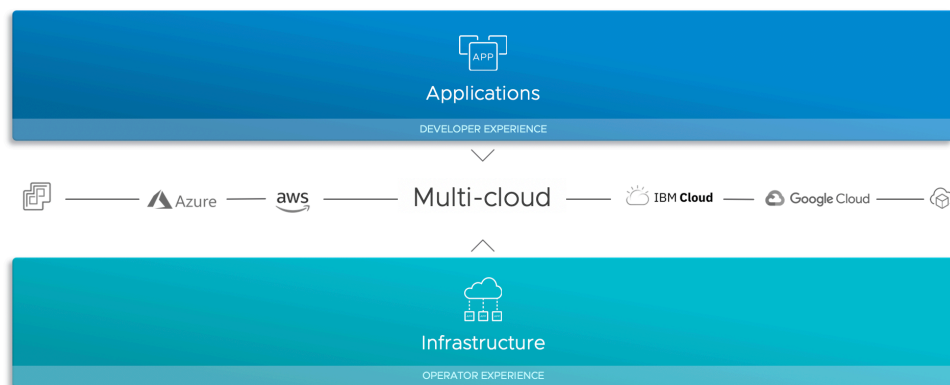 APP
Applications
DEVELOPER EXPERIENCE
Azure aws Multi-cloud IBM Cloud Google Cloud
Infrastructure
OPERATOR EXPERIENCE